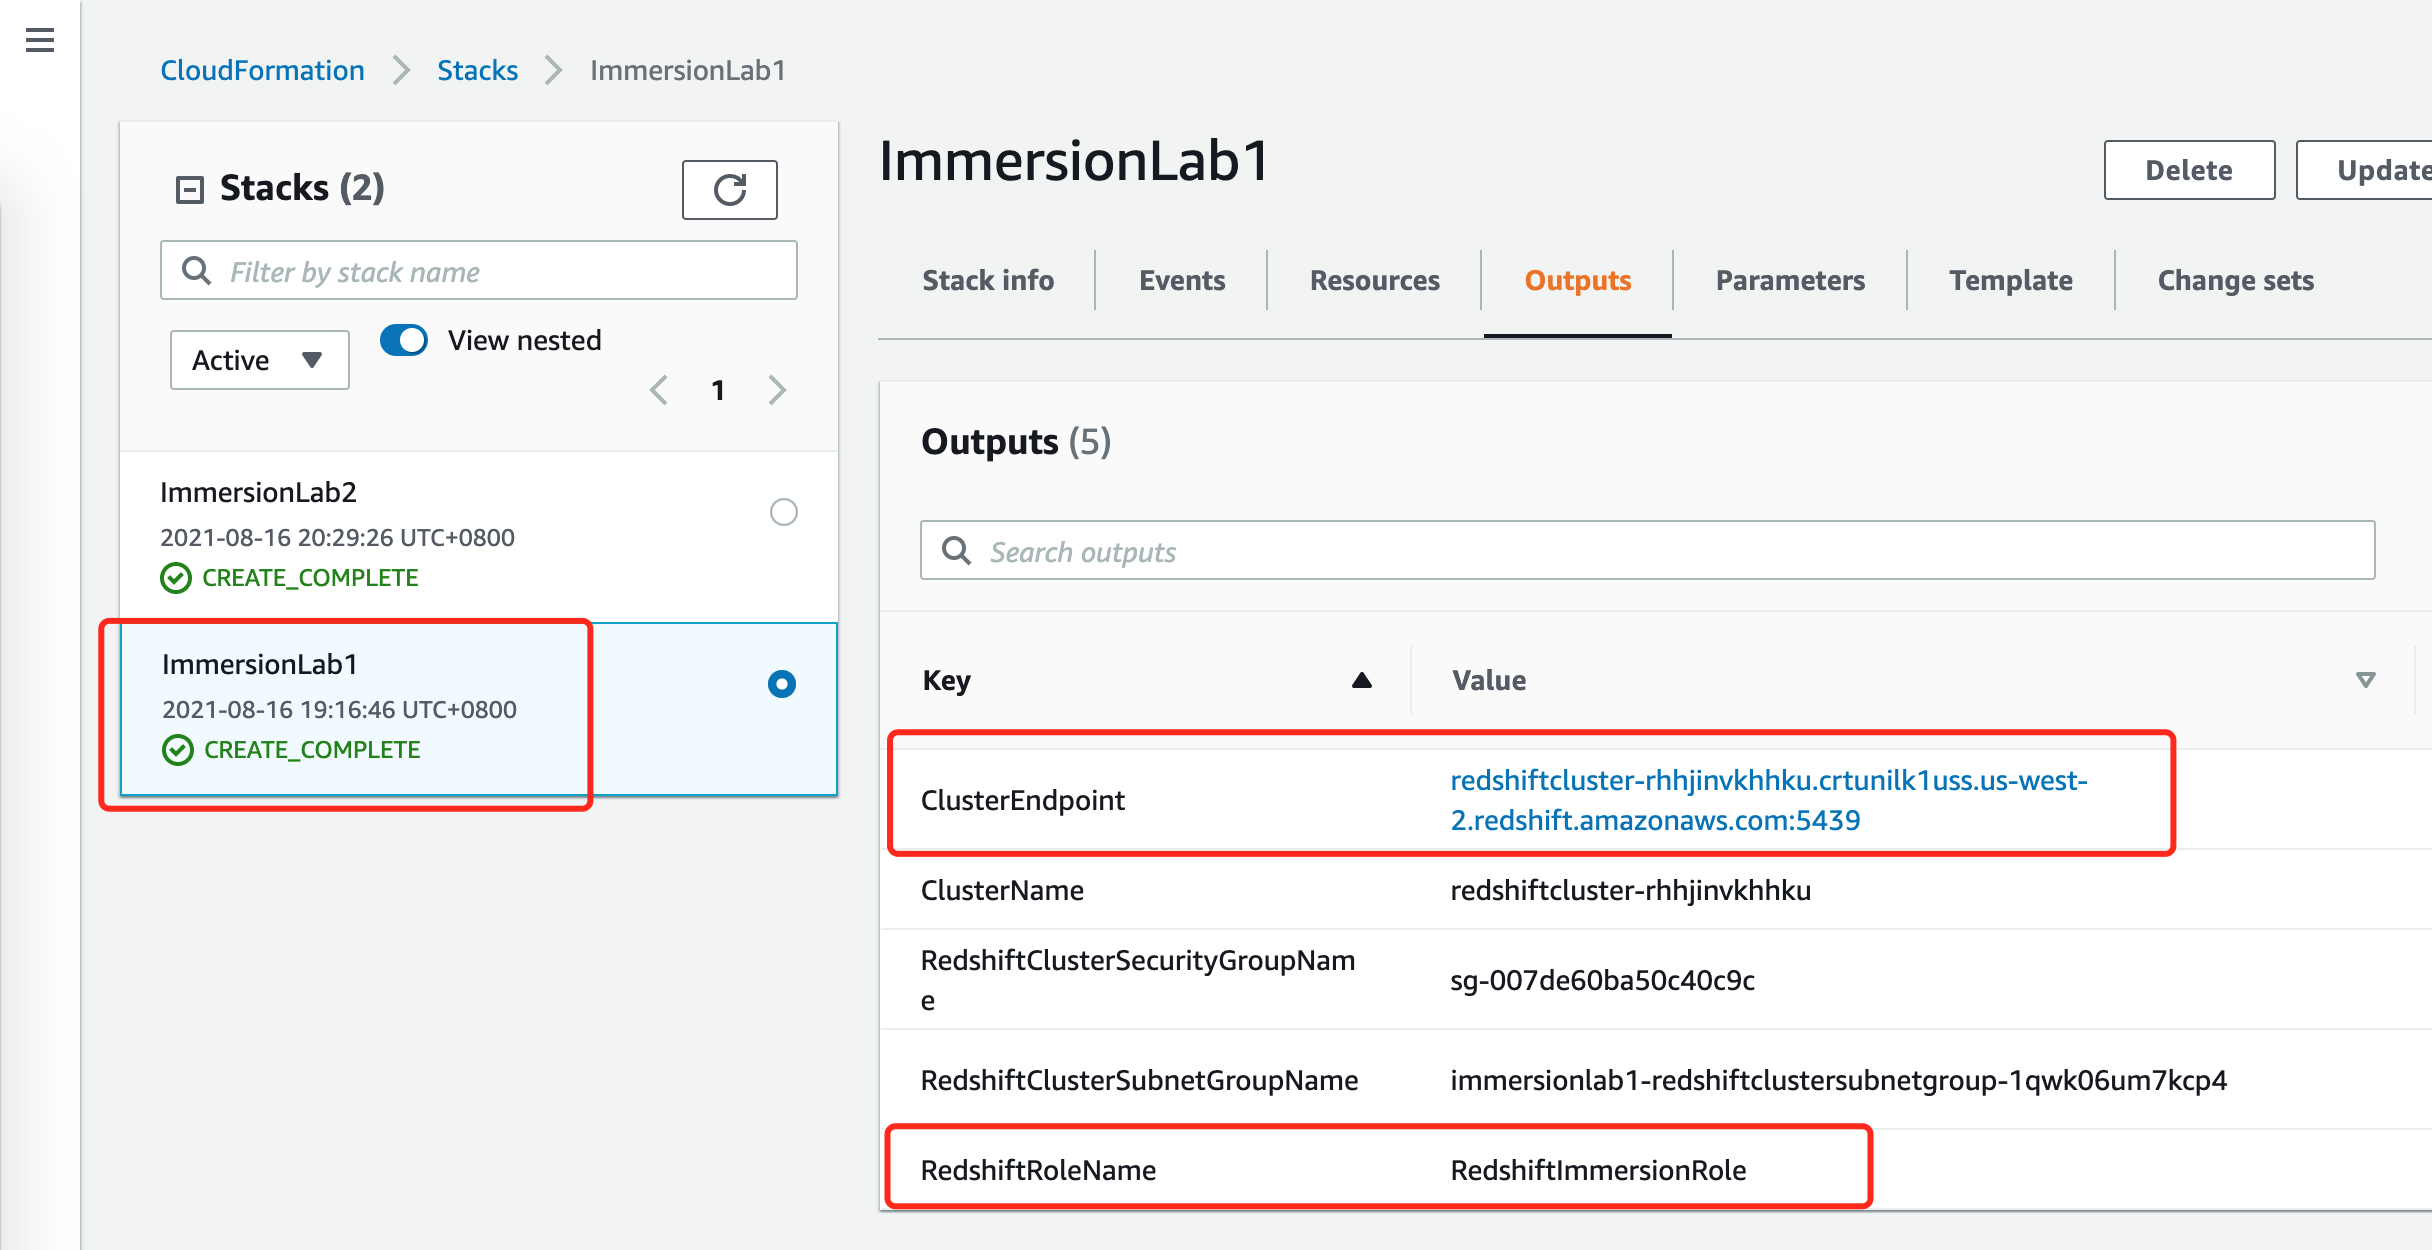 CloudFormation > Stacks > ImmersionLab1
Stacks (2)
Filter by stack name
Active
View nested
1
ImmersionLab2
2021-08-16 20:29:26 UTC+0800
CREATE_COMPLETE
ImmersionLab1
2021-08-16 19:16:46 UTC+0800
CREATE_COMPLETE
ImmersionLab1
Delete
Update
Stack info
Events
Resources
Outputs
Parameters
Template
Change sets
Outputs (5)
Search outputs
Key
Value
ClusterEndpoint
redshiftcluster-rhhjinvkhhku.crtunilk1uss.us-west-
2.redshift.amazonaws.com:5439
ClusterName
redshiftcluster-rhhjinvkhhku
RedshiftClusterSecurityGroupNam
e
sg-007de60ba50c40c9c
RedshiftClusterSubnetGroupName
immersionlab1-redshiftclustersubnetgroup-1qwk06um7kcp4
RedshiftRoleName
RedshiftImmersionRole